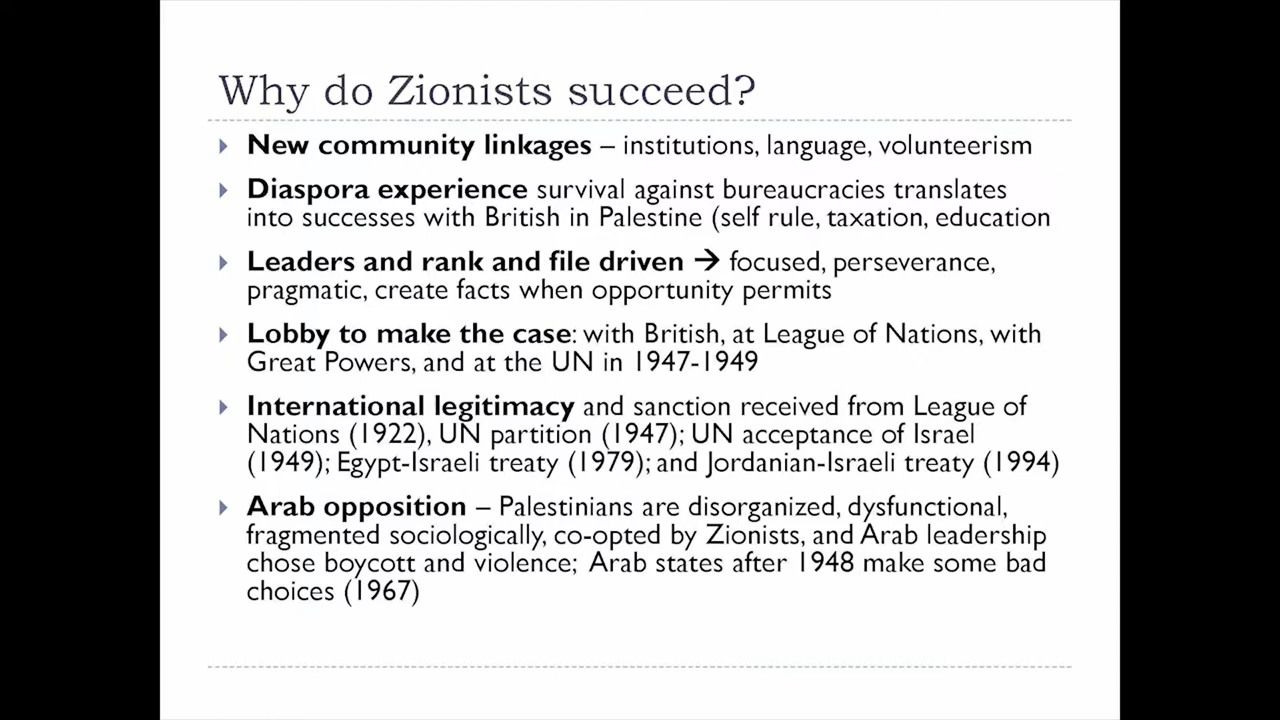 Why do Zionists succeed?
New community linkages – institutions, language, volunteerism
Diaspora experience survival against bureaucracies translates
into successes with British in Palestine (self rule, taxation, education
Leaders and rank and file driven → focused, perseverance,
pragmatic, create facts when opportunity permits
Lobby to make the case: with British, at League of Nations, with
Great Powers, and at the UN in 1947-1949
International legitimacy and sanction received from League of
Nations (1922), UN partition (1947); UN acceptance of Israel
(1949); Egypt-Israeli treaty (1979); and Jordanian-Israeli treaty (1994)
Arab opposition – Palestinians are disorganized, dysfunctional,
fragmented sociologically, co-opted by Zionists, and Arab leadership
chose boycott and violence; Arab states after 1948 make some bad
choices (1967)